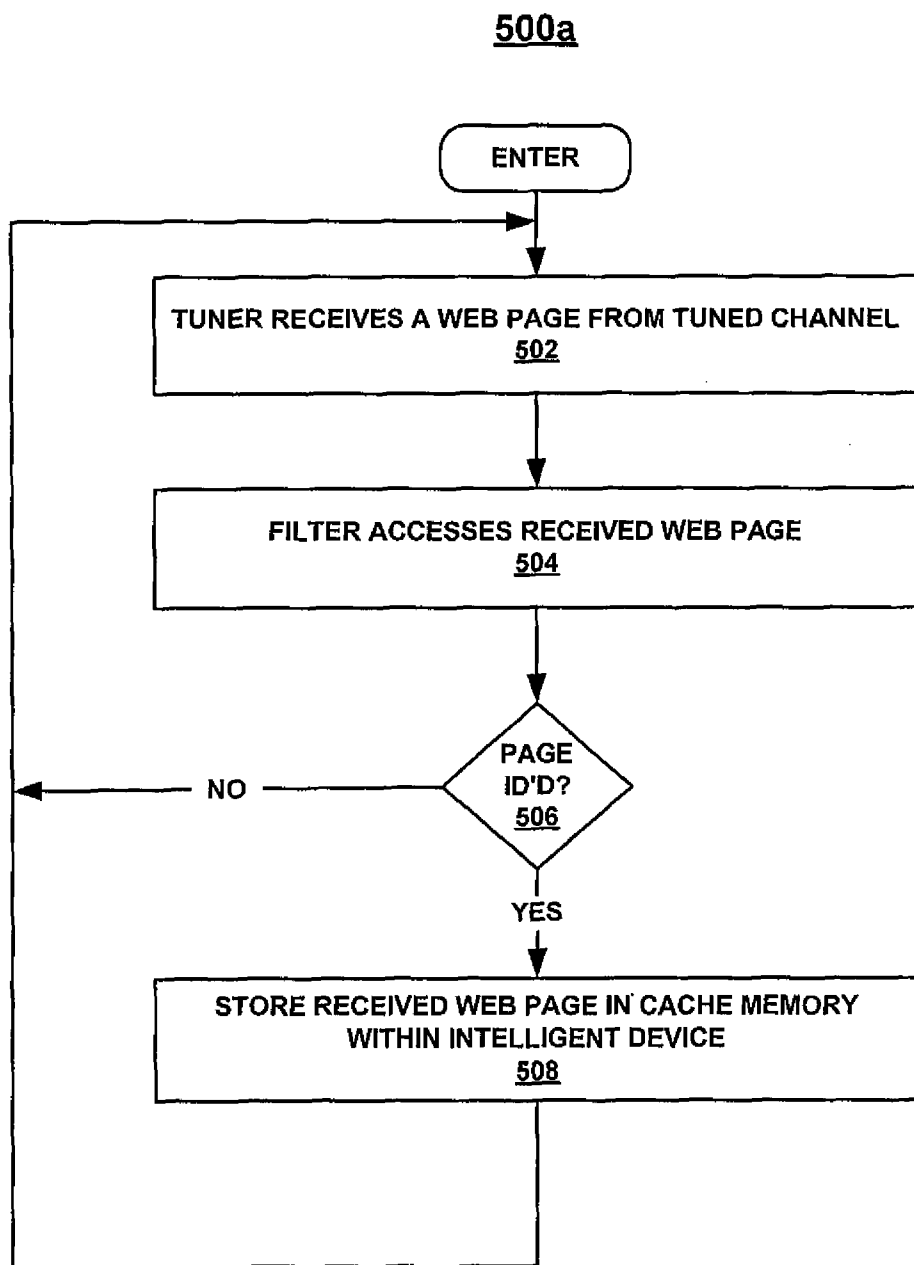 500a
ENTER
TUNER RECEIVES A WEB PAGE FROM TUNED CHANNEL
502
FILTER ACCESSES RECEIVED WEB PAGE
504
PAGE
ID'D?
506
NO
YES
STORE RECEIVED WEB PAGE IN CACHE MEMORY
WITHIN INTELLIGENT DEVICE
508